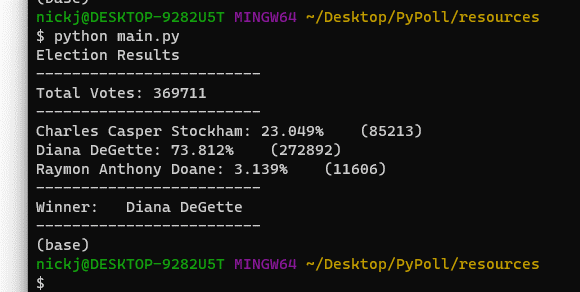 (base)
nickj@DESKTOP-9282U5T MINGW64 ~/Desktop/PyPoll/resources
$ python main.py
Election Results
-------------------------
Total Votes: 369711
-------------------------
Charles Casper Stockham: 23.049%    (85213)
Diana DeGette: 73.812%    (272892)
Raymon Anthony Doane: 3.139%    (11606)
-------------------------
Winner:   Diana DeGette
-------------------------
(base)
nickj@DESKTOP-9282U5T MINGW64 ~/Desktop/PyPoll/resources
$